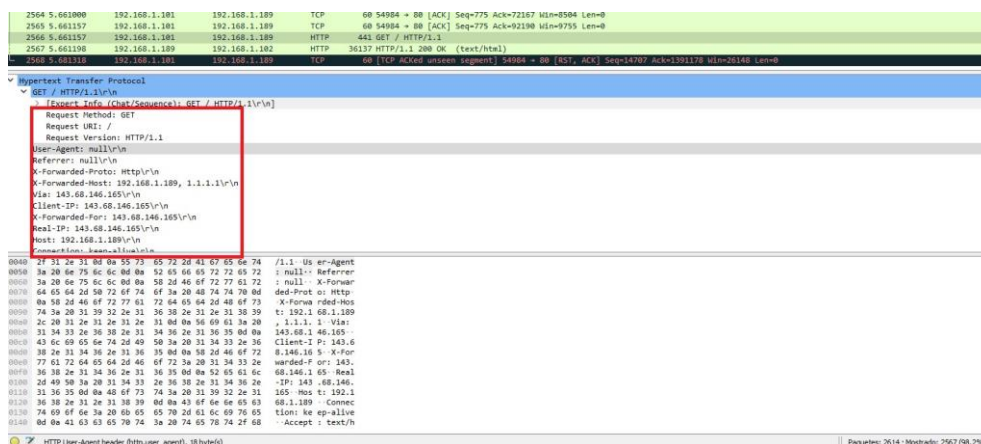 2564 5.661000 192.168.1.101 192.168.1.189 TCP 60 54984 → 80 [ACK] Seq=775 Ack=72167 Win=8504 Len=0
2565 5.661157 192.168.1.101 192.168.1.189 TCP 60 54984 → 80 [ACK] Seq=775 Ack=92190 Win=9755 Len=0
2566 5.661157 192.168.1.101 192.168.1.189 HTTP 441 GET / HTTP/1.1
2567 5.661198 192.168.1.189 192.168.1.102 HTTP 36137 HTTP/1.1 200 OK (text/html)
2568 5.681318 192.168.1.101 192.168.1.189 TCP 60 [TCP ACKed unseen segment] 54984 → 80 [RST, ACK] Seq=14707 Ack=1391178 Win=26148 Len=0
Hypertext Transfer Protocol
GET / HTTP/1.1\r\n
[Expert Info (Chat/Sequence): GET / HTTP/1.1\r\n]
Request Method: GET
Request URI: /
Request Version: HTTP/1.1
User-Agent: null\r\n
Referrer: null\r\n
X-Forwarded-Proto: Http\r\n
X-Forwarded-Host: 192.168.1.189, 1.1.1.1\r\n
Via: 143.68.146.165\r\n
Client-IP: 143.68.146.165\r\n
X-Forwarded-For: 143.68.146.165\r\n
Real-IP: 143.68.146.165\r\n
Host: 192.168.1.189\r\n
Connection: keep-alive\r\n
0040 2f 31 2e 31 0d 0a 55 73 65 72 2d 41 67 65 6e 74 /1.1··Us er-Agent
0050 3a 20 6e 75 6c 6c 0d 0a 52 65 66 65 72 72 65 72 : null·· Referrer
0060 3a 20 6e 75 6c 6c 0d 0a 58 2d 46 6f 72 77 61 72 : null·· X-Forwar
0070 64 65 64 2d 50 72 6f 74 6f 3a 20 48 74 74 70 0d ded-Prot o: Http·
0080 0a 58 2d 46 6f 72 77 61 72 64 65 64 2d 48 6f 73 ·X-Forwa rded-Hos
0090 74 3a 20 31 39 32 2e 31 36 38 2e 31 2e 31 38 39 t: 192.1 68.1.189
00a0 2c 20 31 2e 31 2e 31 2e 31 0d 0a 56 69 61 3a 20 , 1.1.1. 1··Via:
00b0 31 34 33 2e 36 38 2e 31 34 36 2e 31 36 35 0d 0a 143.68.1 46.165··
00c0 43 6c 69 65 6e 74 2d 49 50 3a 20 31 34 33 2e 36 Client-I P: 143.6
00d0 38 2e 31 34 36 2e 31 36 35 0d 0a 58 2d 46 6f 72 8.146.16 5··X-For
00e0 77 61 72 64 65 64 2d 46 6f 72 3a 20 31 34 33 2e warded-F or: 143.
00f0 36 38 2e 31 34 36 2e 31 36 35 0d 0a 52 65 61 6c 68.146.1 65··Real
0100 2d 49 50 3a 20 31 34 33 2e 36 38 2e 31 34 36 2e -IP: 143 .68.146.
0110 31 36 35 0d 0a 48 6f 73 74 3a 20 31 39 32 2e 31 165··Hos t: 192.1
0120 36 38 2e 31 2e 31 38 39 0d 0a 43 6f 6e 6e 65 63 68.1.189 ··Connec
0130 74 69 6f 6e 3a 20 6b 65 65 70 2d 61 6c 69 76 65 tion: ke ep-alive
0140 0d 0a 41 63 63 65 70 74 3a 20 74 65 78 74 2f 68 ··Accept : text/h
HTTP User-Agent header (http.user_agent), 18 byte(s)
Paquetes: 2614 · Mostrado: 2567 (98.2%